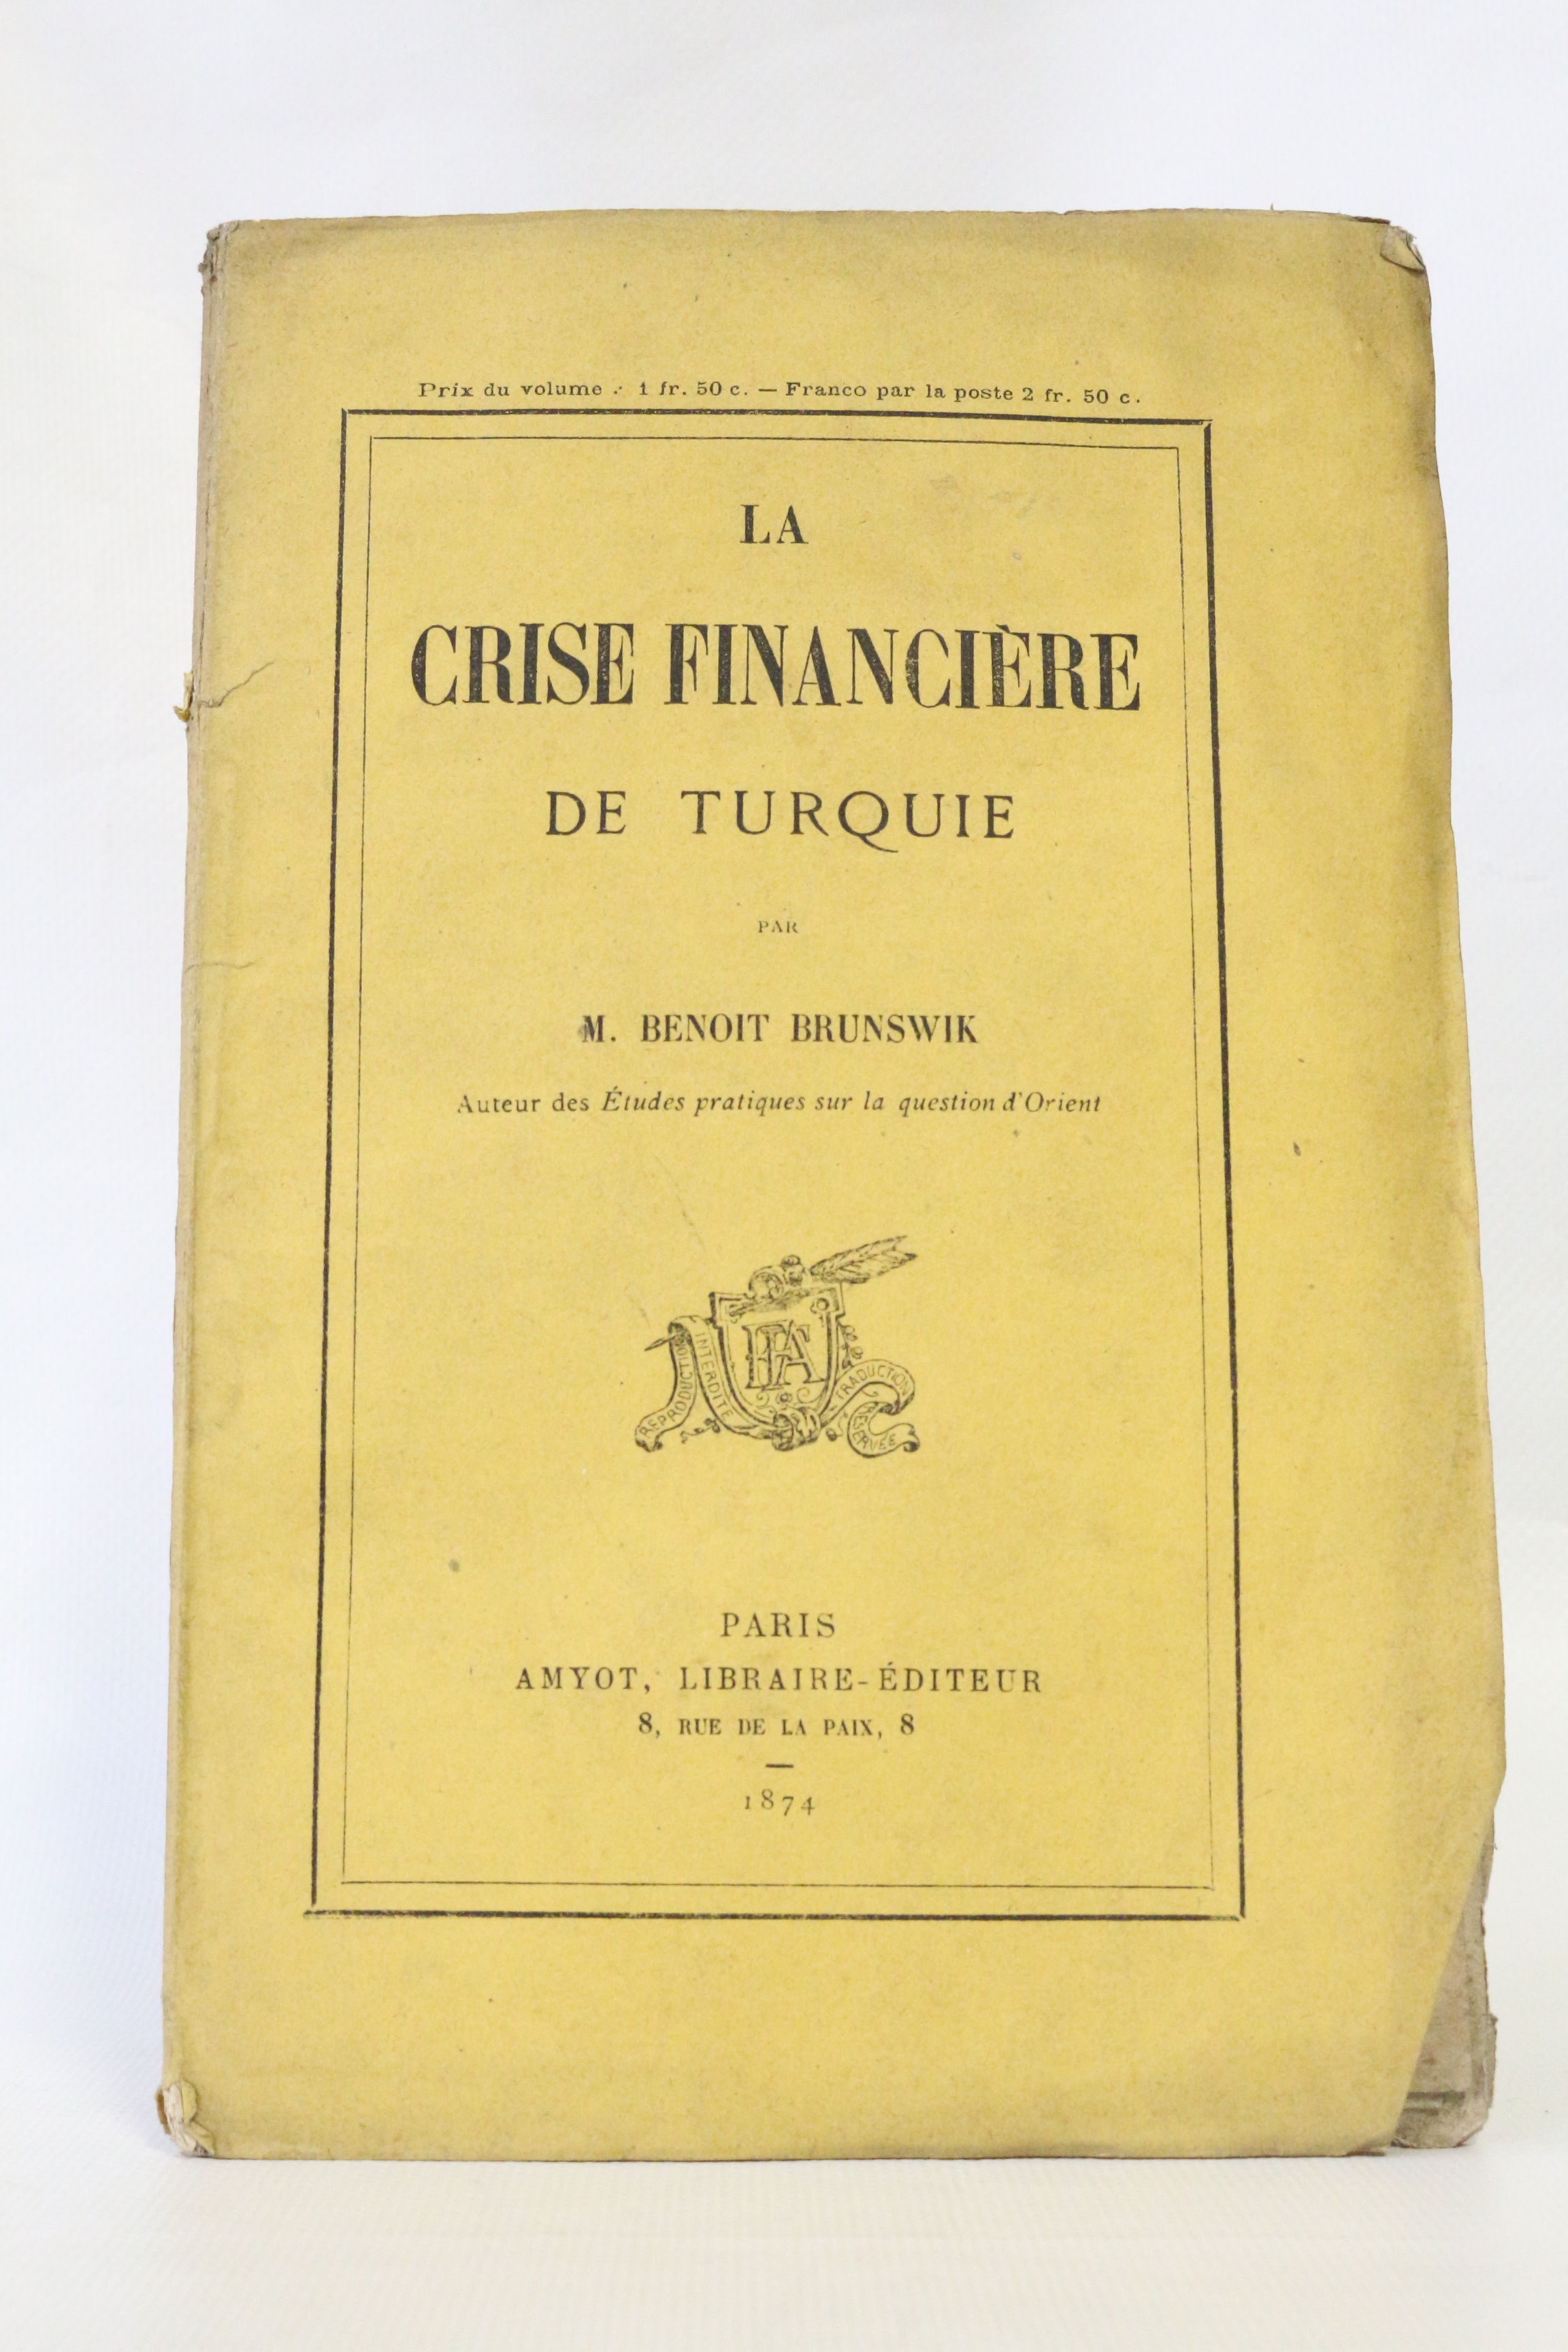 Prix du volume : 1 fr. 50 c. — Franco par la poste 2 fr. 50 c.
LA
CRISE FINANCIÈRE
DE TURQUIE
PAR
M. BENOIT BRUNSWIK
Auteur des Études pratiques sur la question d'Orient
REPRODUCTION INTERDITE
TRADUCTION RÉSERVÉE
PARIS
AMYOT, LIBRAIRE-ÉDITEUR
8, RUE DE LA PAIX, 8
1874